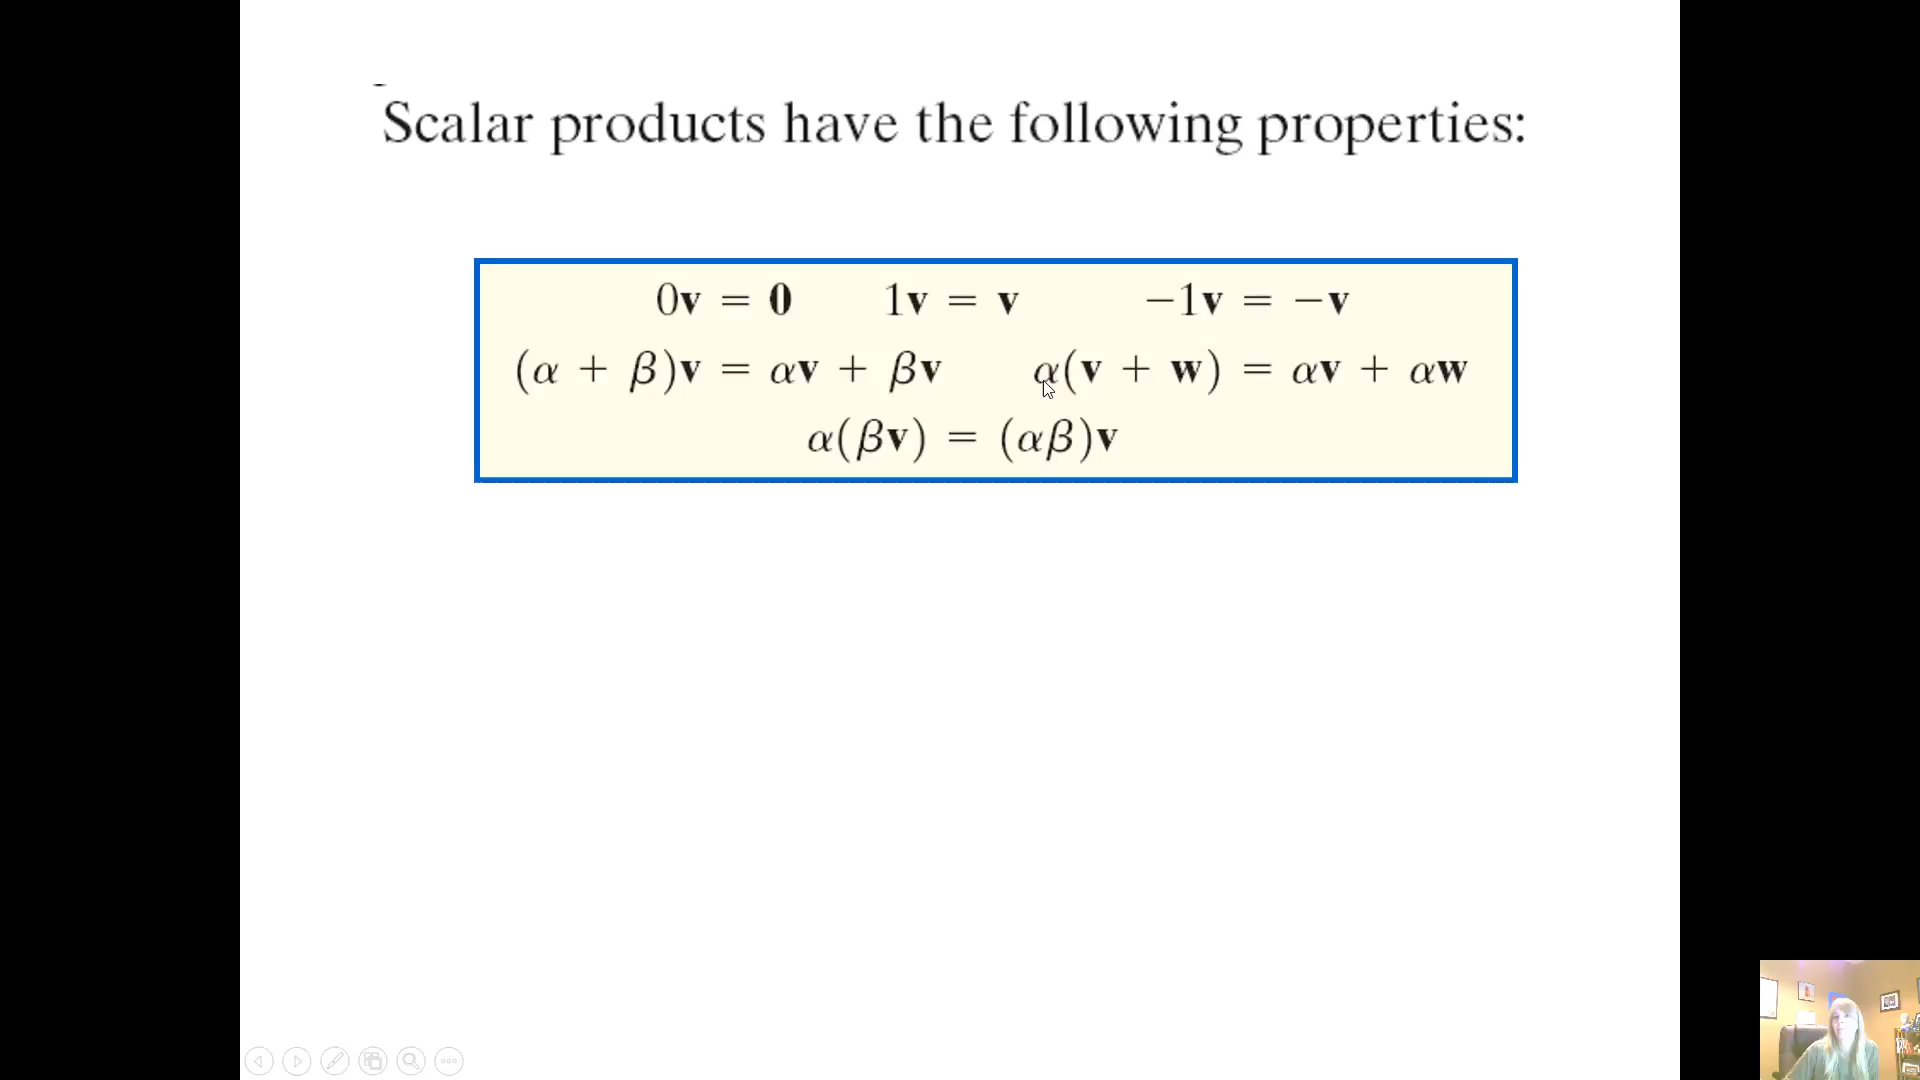 Scalar products have the following properties:
0v = 0 1v = v −1v = −v
(α + β)v = αv + βv α(v + w) = αv + αw
α(βv) = (αβ)v